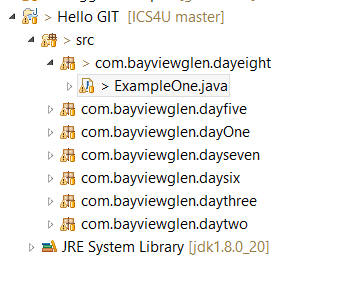 > Hello GIT [ICS4U master]
> src
> com.bayviewglen.dayeight
> ExampleOne.java
com.bayviewglen.dayfive
com.bayviewglen.dayOne
com.bayviewglen.dayseven
com.bayviewglen.daysix
com.bayviewglen.daythree
com.bayviewglen.daytwo
JRE System Library [jdk1.8.0_20]